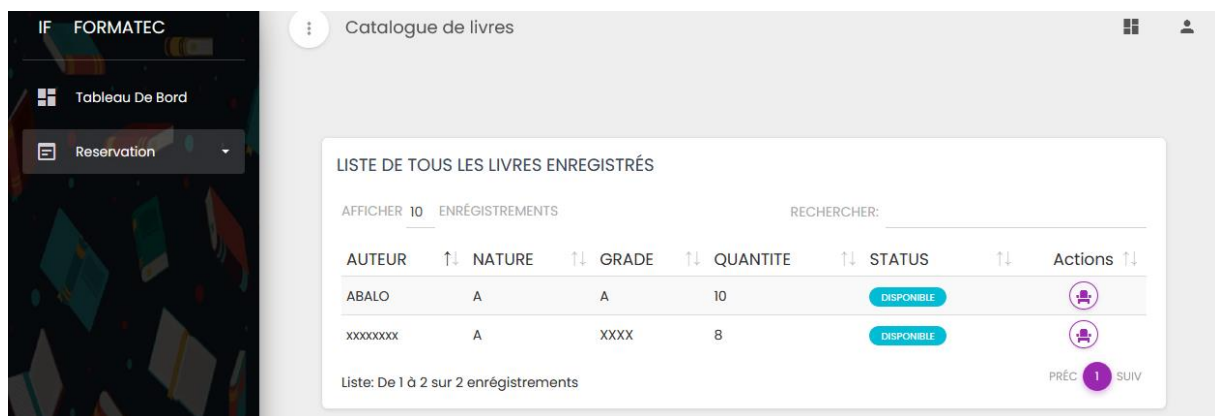 IF FORMATEC
Catalogue de livres
Tableau De Bord
Reservation
LISTE DE TOUS LES LIVRES ENREGISTRÉS
AFFICHER 10 ENRÉGISTREMENTS RECHERCHER:
AUTEUR NATURE GRADE QUANTITE STATUS Actions
ABALO A A 10 DISPONIBLE
xxxxxxxx A XXXX 8 DISPONIBLE
Liste: De 1 à 2 sur 2 enrégistrements PRÉC 1 SUIV